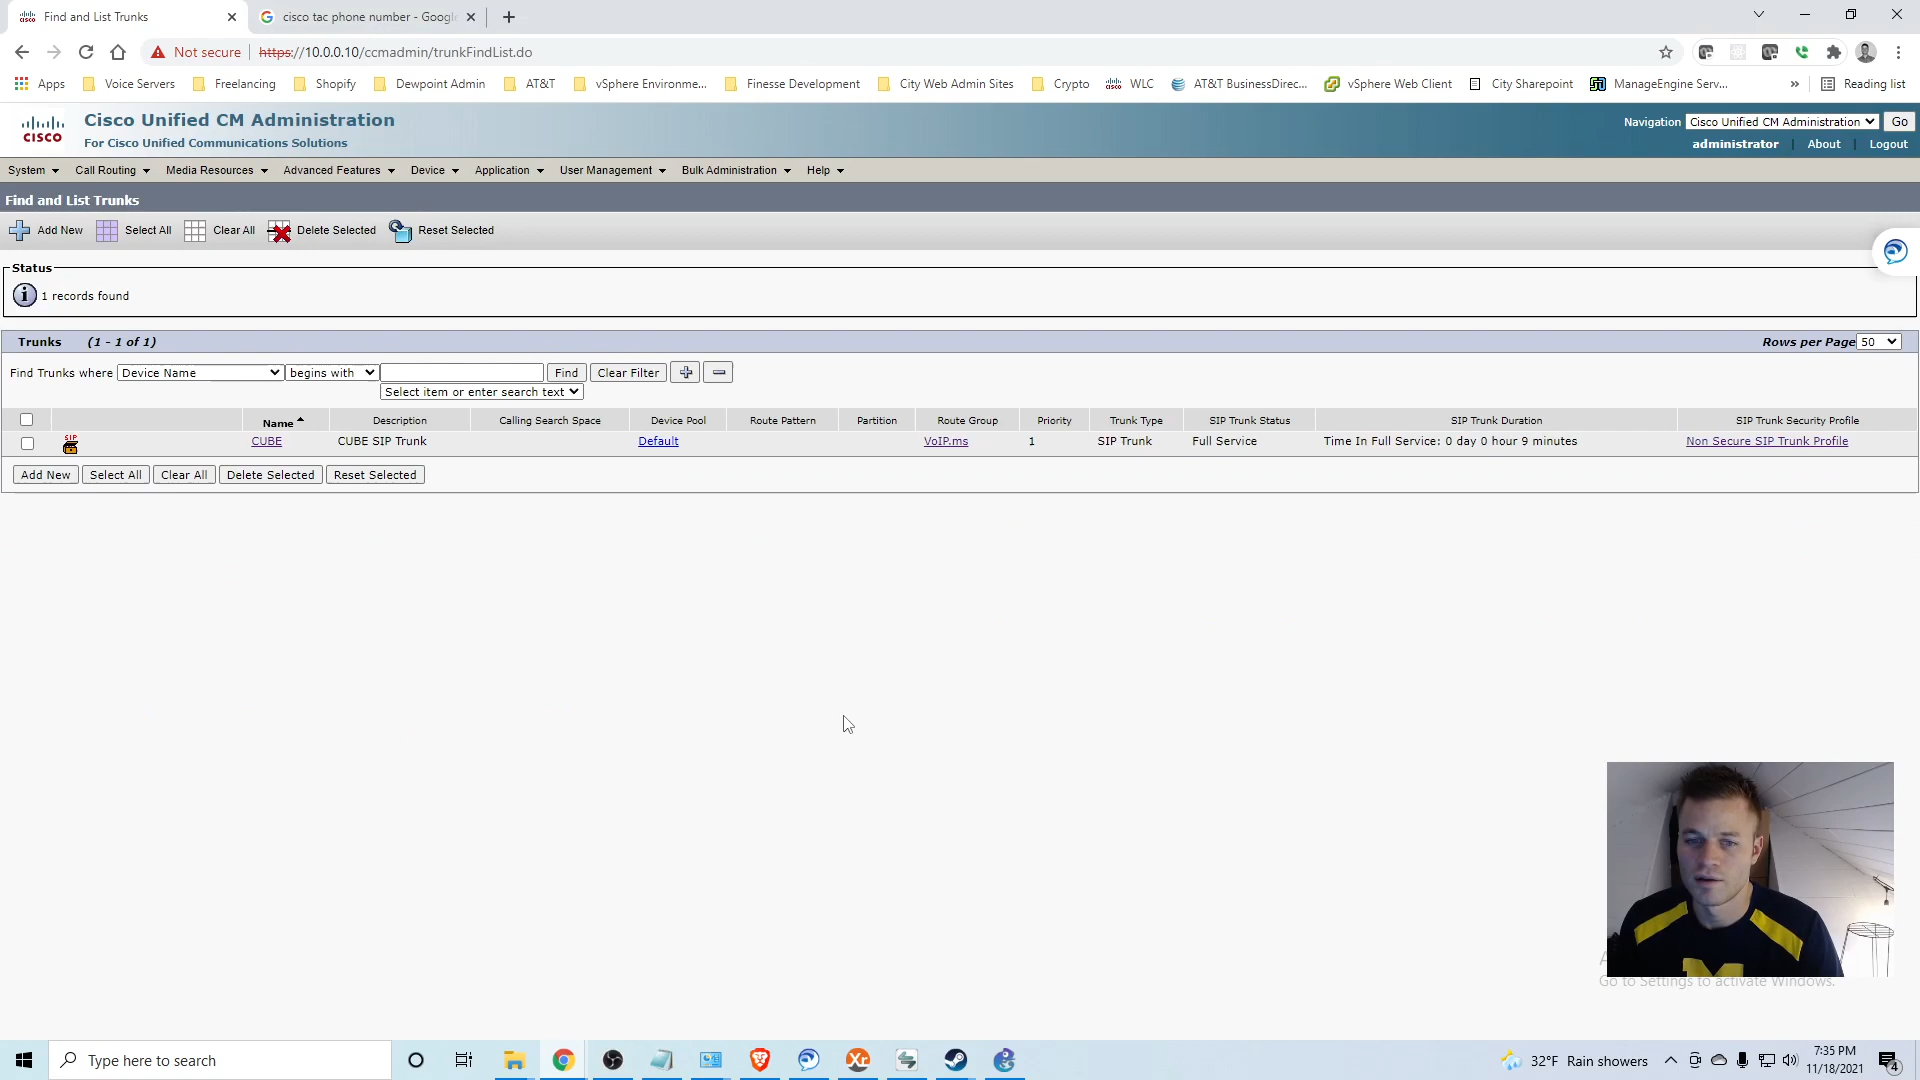 Find and List Trunks
cisco tac phone number - Google
Not secure https://10.0.0.10/ccmadmin/trunkFindList.do
Apps Voice Servers Freelancing Shopify Dewpoint Admin AT&T vSphere Environme... Finesse Development City Web Admin Sites Crypto WLC AT&T BusinessDirec... vSphere Web Client City Sharepoint ManageEngine Serv... » Reading list
CISCO
Cisco Unified CM Administration
For Cisco Unified Communications Solutions
Navigation Cisco Unified CM Administration Go
administrator | About | Logout
System Call Routing Media Resources Advanced Features Device Application User Management Bulk Administration Help
Find and List Trunks
Add New Select All Clear All Delete Selected Reset Selected
Status
1 records found
Trunks (1 - 1 of 1) Rows per Page 50
Find Trunks where Device Name begins with Find Clear Filter
Select item or enter search text
Name Description Calling Search Space Device Pool Route Pattern Partition Route Group Priority Trunk Type SIP Trunk Status SIP Trunk Duration SIP Trunk Security Profile
SIP CUBE CUBE SIP Trunk Default VoIP.ms 1 SIP Trunk Full Service Time In Full Service: 0 day 0 hour 9 minutes Non Secure SIP Trunk Profile
Add New Select All Clear All Delete Selected Reset Selected
M
Go to Settings to activate Windows.
Type here to search
Xr
32°F Rain showers
7:35 PM
11/18/2021
4